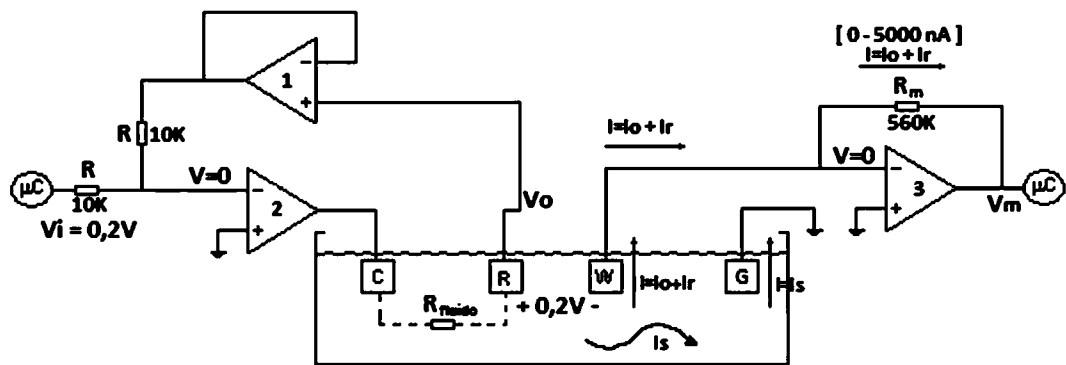 [ 0 - 5000 nA ]
I=Io + Ir
Rm
560K
1
-
+
R 10K
I=Io + Ir
R
μC
10K
V=0
-
+
2
Vi = 0,2V
Vo
V=0
-
+
3
Vm
μC
C
R
W
G
I=Io+Ir
I=Is
Rfluido
+ 0,2V -
Is